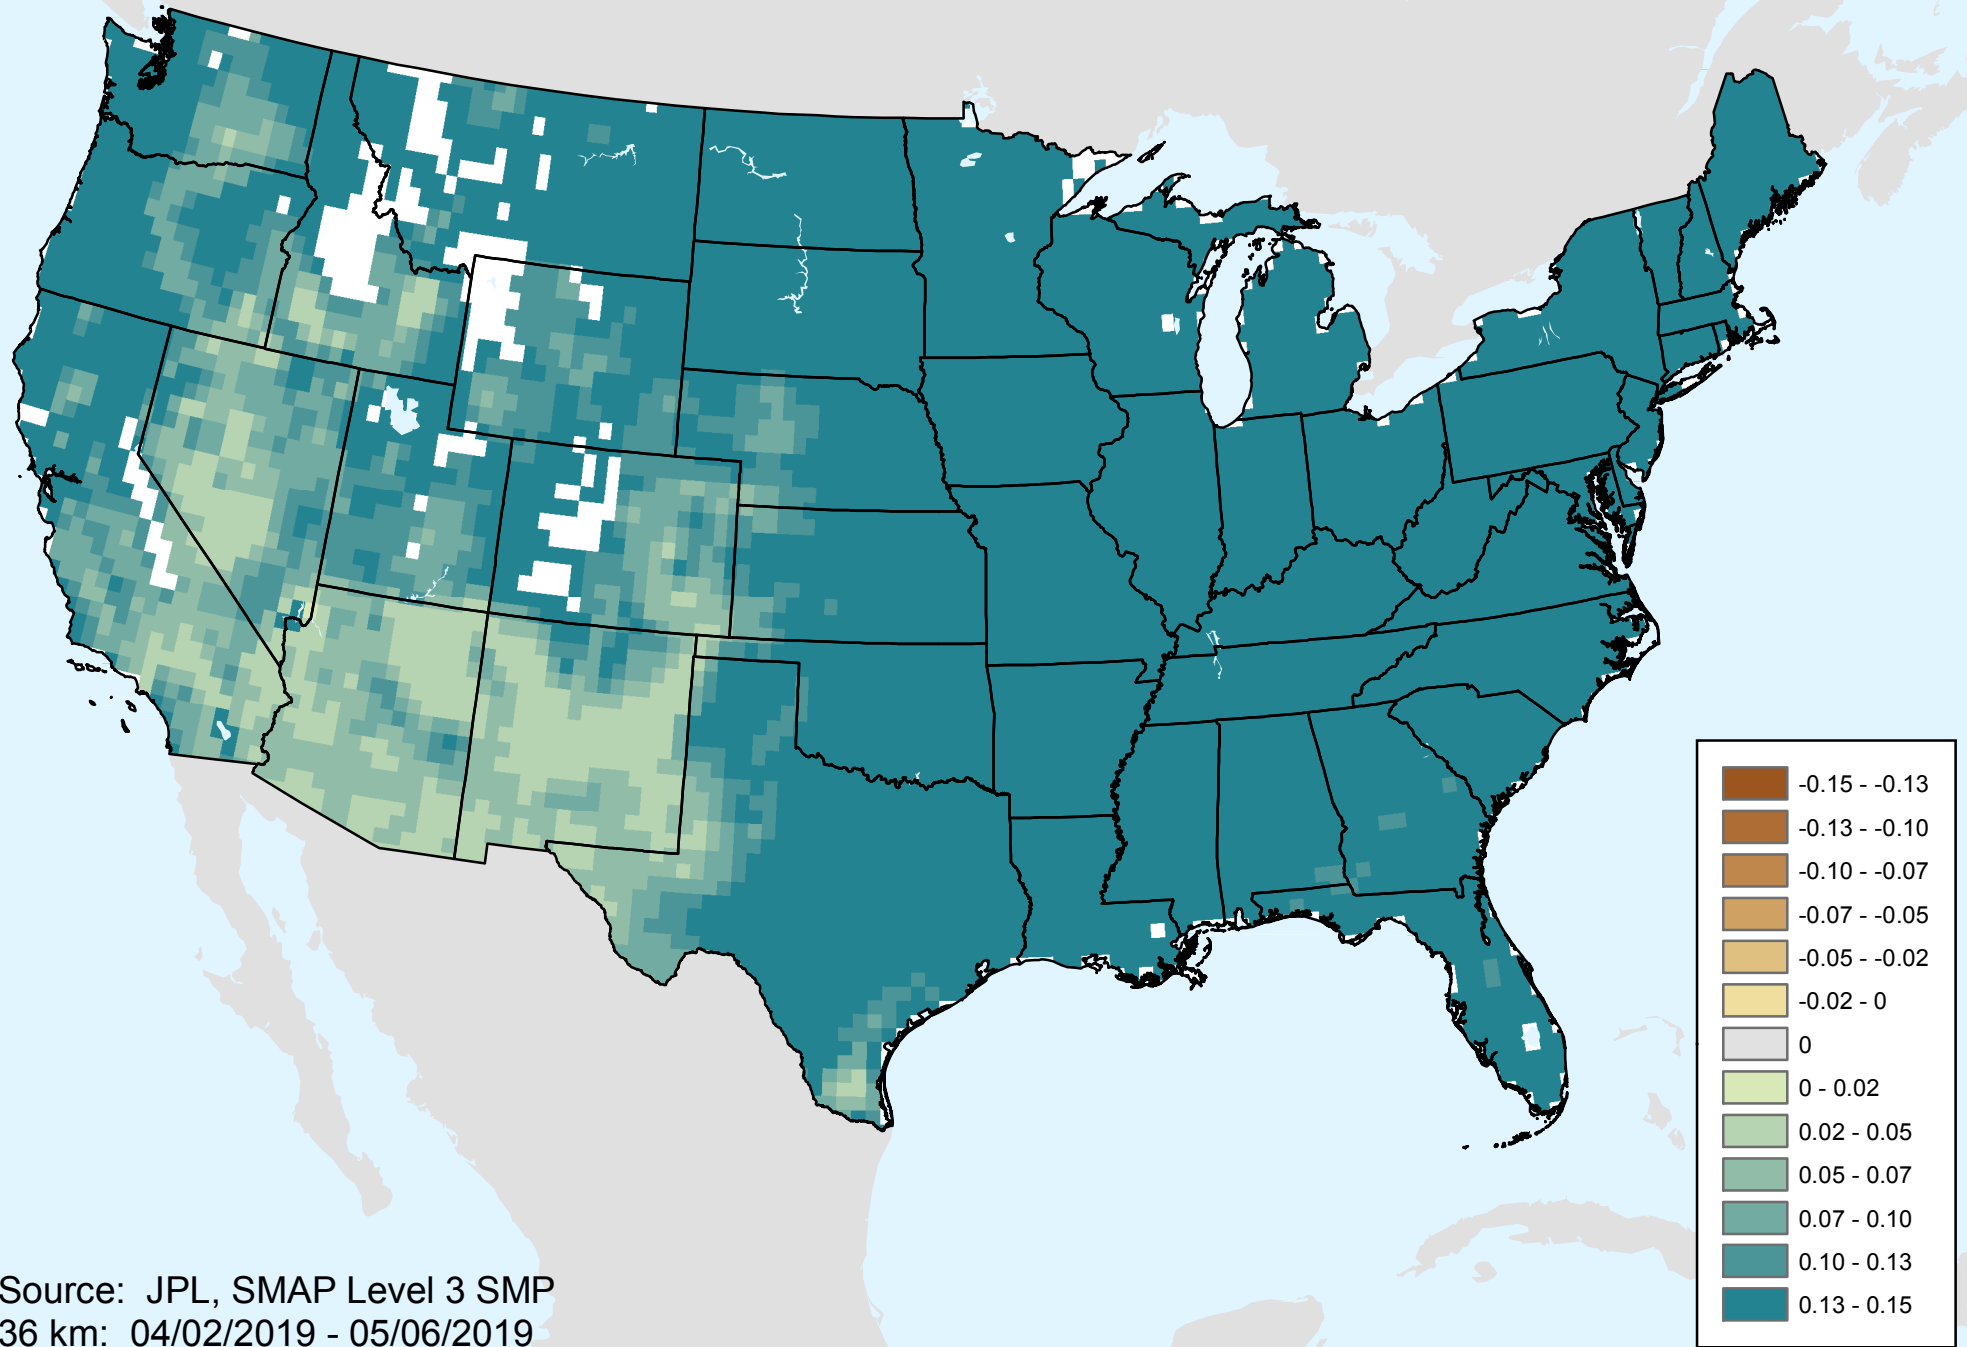 -0.15 - -0.13
-0.13 - -0.10
-0.10 - -0.07
-0.07 - -0.05
-0.05 - -0.02
-0.02 - 0
0
0 - 0.02
0.02 - 0.05
0.05 - 0.07
0.07 - 0.10
0.10 - 0.13
0.13 - 0.15
Source: JPL, SMAP Level 3 SMP
36 km: 04/02/2019 - 05/06/2019